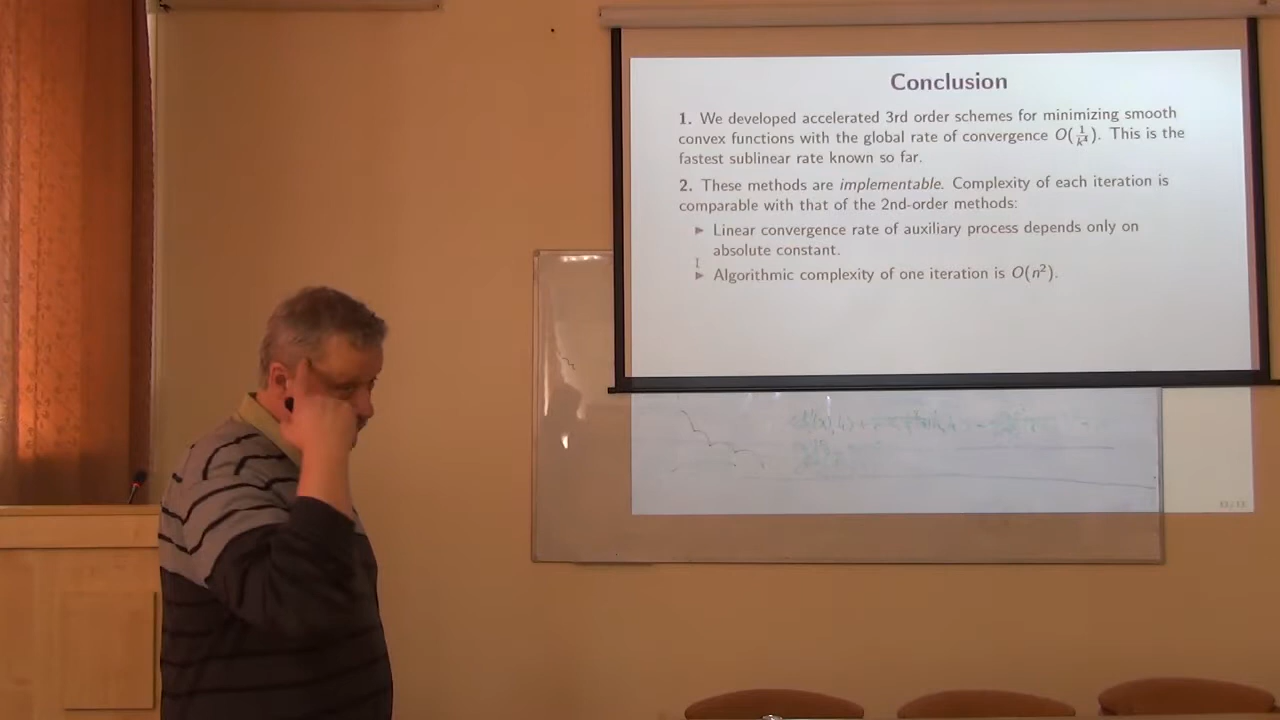 Conclusion
1. We developed accelerated 3rd order schemes for minimizing smooth
convex functions with the global rate of convergence O(1/k⁴). This is the
fastest sublinear rate known so far.
2. These methods are implementable. Complexity of each iteration is
comparable with that of the 2nd-order methods:
► Linear convergence rate of auxiliary process depends only on
absolute constant.
► Algorithmic complexity of one iteration is O(n²).